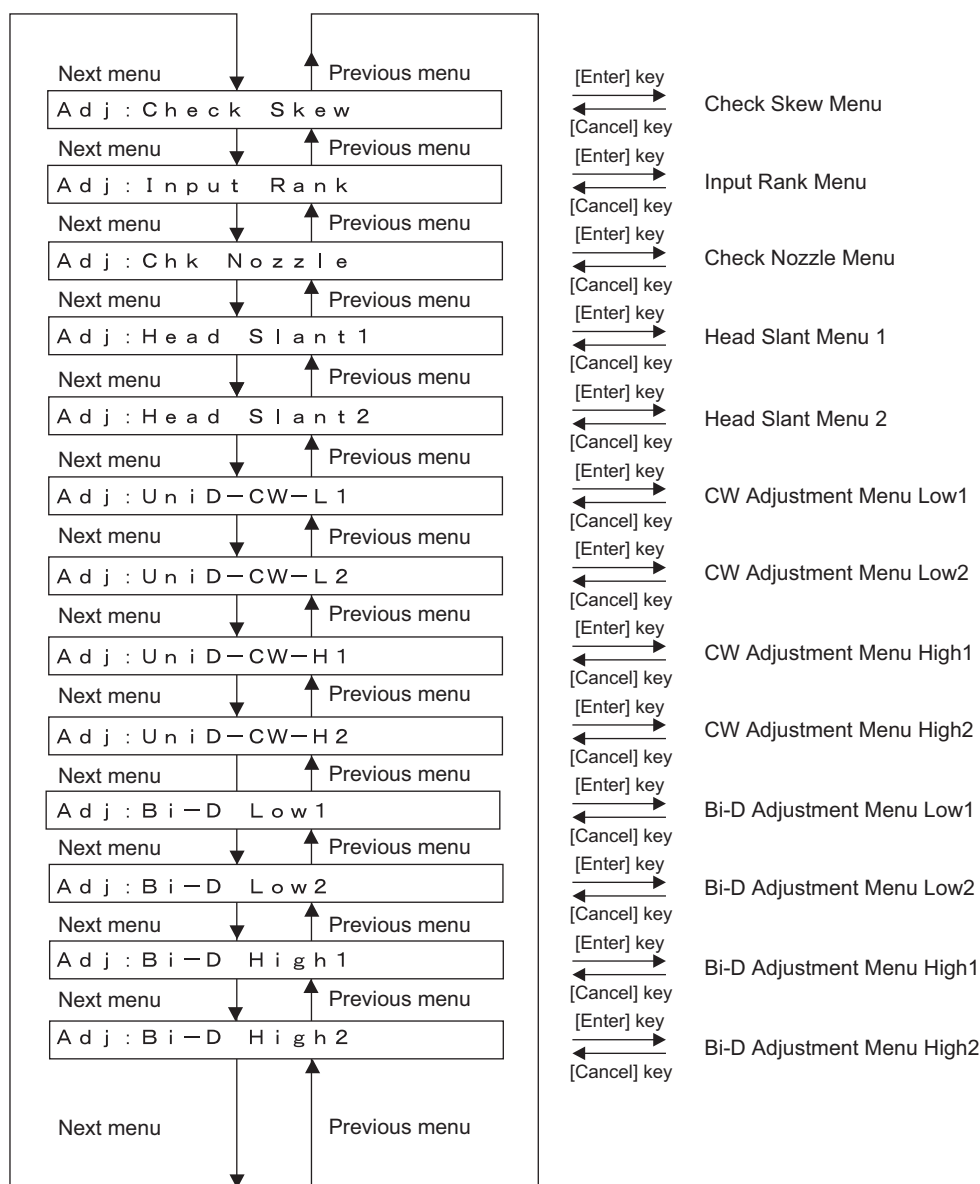 Next menu Previous menu
[Enter] key
Adj:Check Skew Check Skew Menu
[Cancel] key
Next menu Previous menu
[Enter] key
Adj:Input Rank Input Rank Menu
[Cancel] key
Next menu Previous menu
[Enter] key
Adj:Chk Nozzle Check Nozzle Menu
[Cancel] key
Next menu Previous menu
[Enter] key
Adj:Head Slant1 Head Slant Menu 1
[Cancel] key
Next menu Previous menu
[Enter] key
Adj:Head Slant2 Head Slant Menu 2
[Cancel] key
Next menu Previous menu
[Enter] key
Adj:UniD-CW-L1 CW Adjustment Menu Low1
[Cancel] key
Next menu Previous menu
[Enter] key
Adj:UniD-CW-L2 CW Adjustment Menu Low2
[Cancel] key
Next menu Previous menu
[Enter] key
Adj:UniD-CW-H1 CW Adjustment Menu High1
[Cancel] key
Next menu Previous menu
[Enter] key
Adj:UniD-CW-H2 CW Adjustment Menu High2
[Cancel] key
Next menu Previous menu
[Enter] key
Adj:Bi-D Low1 Bi-D Adjustment Menu Low1
[Cancel] key
Next menu Previous menu
[Enter] key
Adj:Bi-D Low2 Bi-D Adjustment Menu Low2
[Cancel] key
Next menu Previous menu
[Enter] key
Adj:Bi-D High1 Bi-D Adjustment Menu High1
[Cancel] key
Next menu Previous menu
[Enter] key
Adj:Bi-D High2 Bi-D Adjustment Menu High2
[Cancel] key
Next menu Previous menu